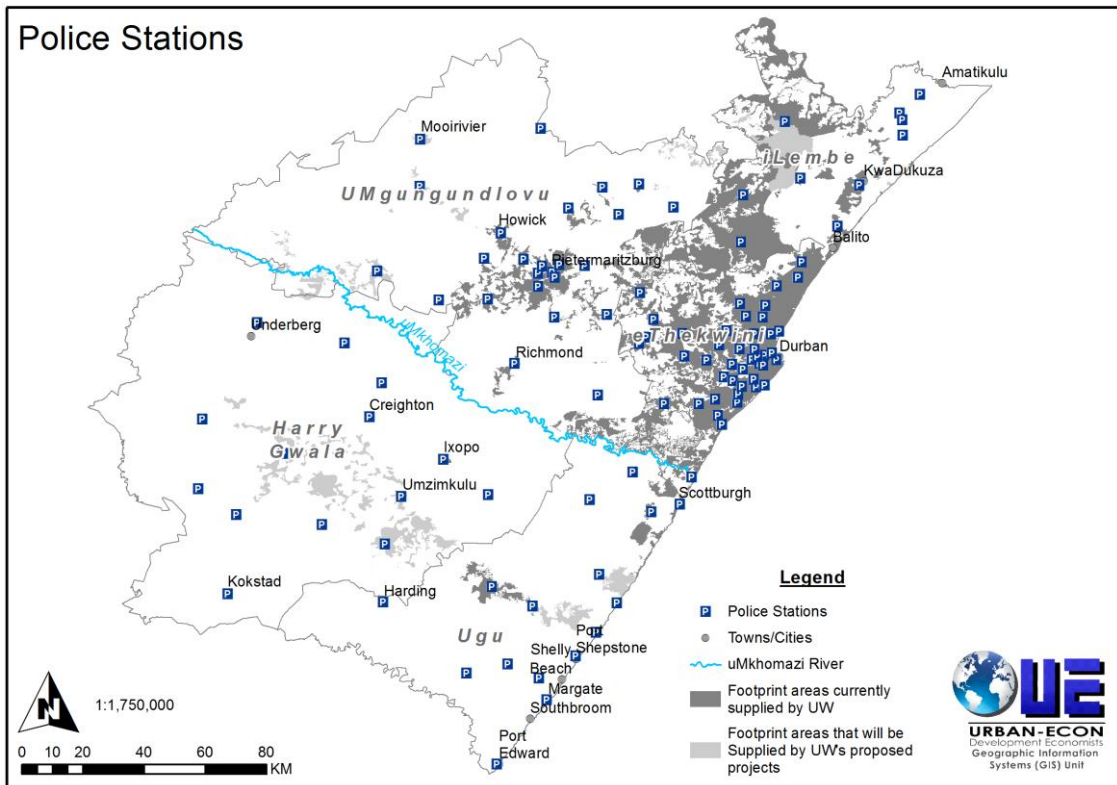 Police Stations
Amatikulu
Mooirivier
iLembe
KwaDukuza
UMgungundlovu
Howick
Balito
Pietermaritzburg
Underberg
uMkhomazi
eThekwini
Durban
Richmond
Creighton
Harry
Gwala
Ixopo
Umzimkulu
Scottburgh
Kokstad
Harding
Ugu
Port
Shepstone
Shelly
Beach
Margate
Southbroom
Port
Edward
N
1:1,750,000
0 10 20 40 60 80
KM
Legend
P Police Stations
Towns/Cities
uMkhomazi River
Footprint areas currently
supplied by UW
Footprint areas that will be
Supplied by UW's proposed
projects
UE
URBAN-ECON
Development Economists
Geographic Information
Systems (GIS) Unit